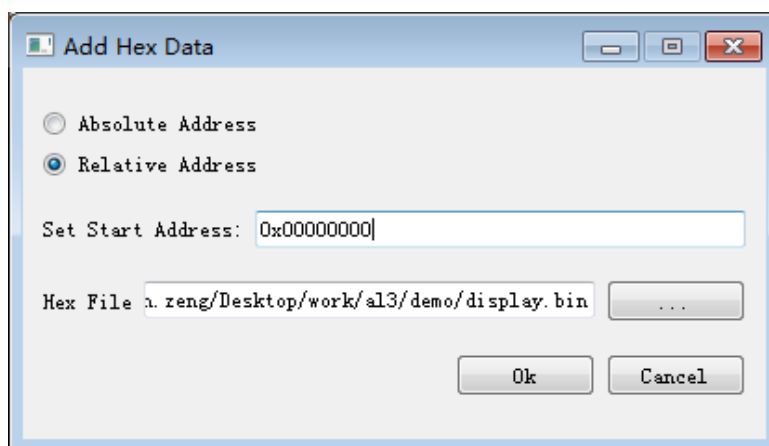 Add Hex Data
Absolute Address
Relative Address
Set Start Address: 0x00000000
Hex File n. zeng/Desktop/work/al3/demo/display.bin ...
Ok Cancel